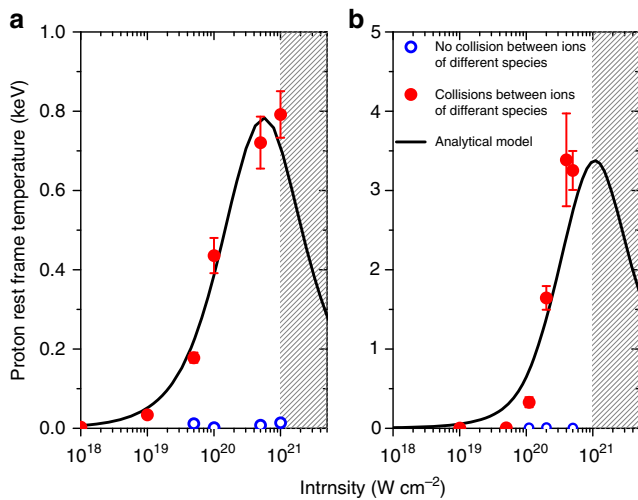 a
b
1.0
0.8
0.6
0.4
0.2
0.0
5
4
3
2
1
0
No collision between ions
of different species
Collisions between ions
of differant species
Analytical model
Proton rest frame temperature (keV)
10^18 10^19 10^20 10^21
10^18 10^19 10^20 10^21
Intrnsity (W cm^−2)